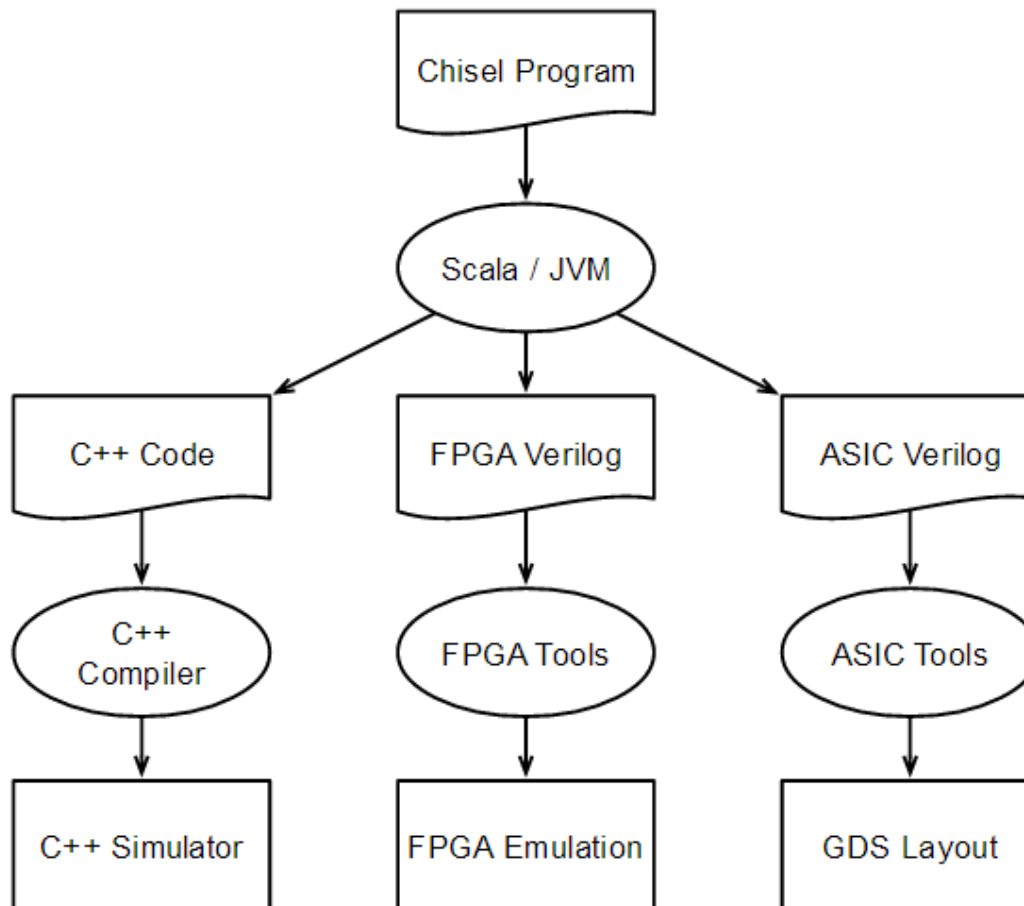 Chisel Program
Scala / JVM
C++ Code
FPGA Verilog
ASIC Verilog
C++
Compiler
FPGA Tools
ASIC Tools
C++ Simulator
FPGA Emulation
GDS Layout